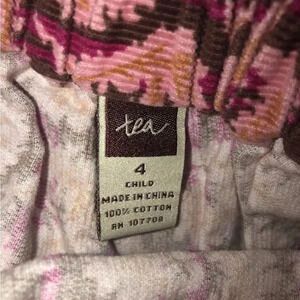 tea
4
CHILD
MADE IN CHINA
100% COTTON
RN 107708